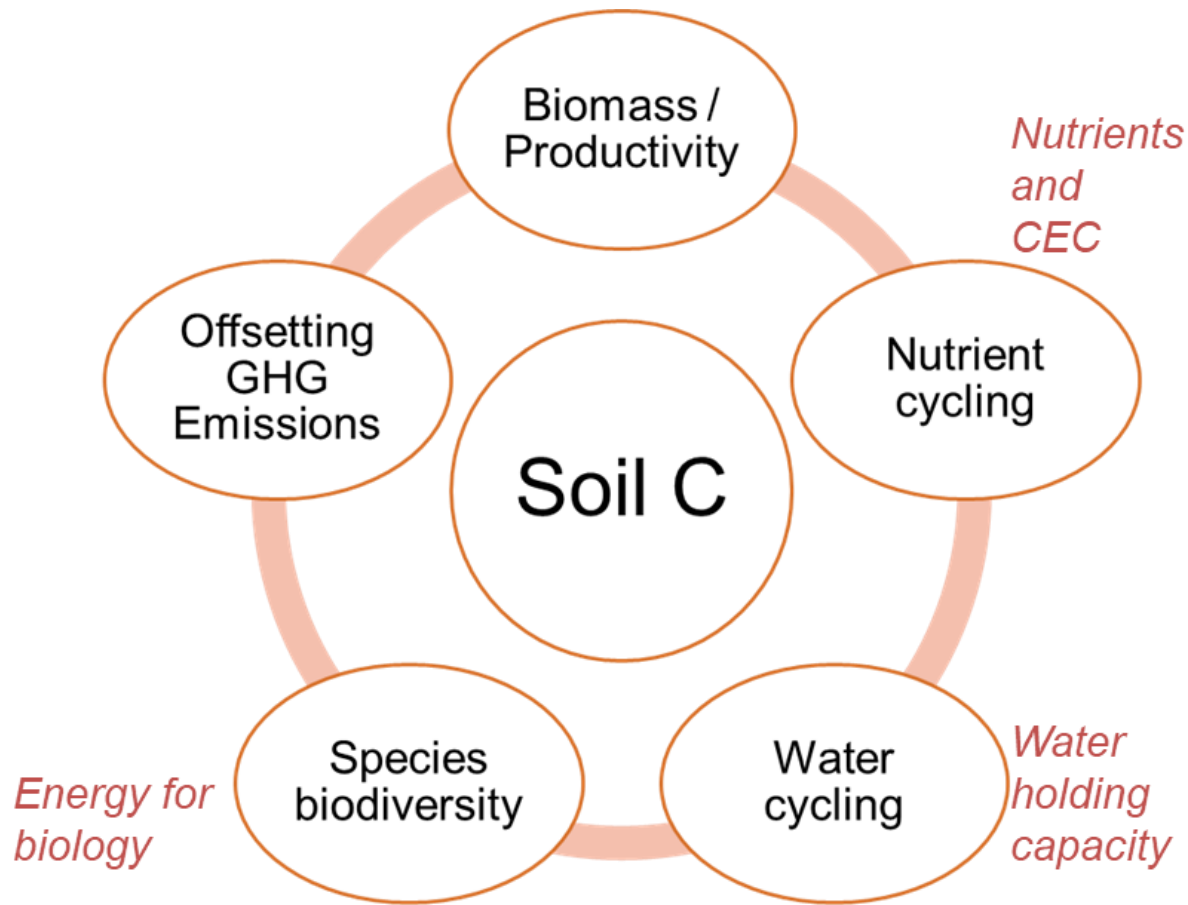 Biomass /
Productivity
Nutrients
and
CEC
Offsetting
GHG
Emissions
Nutrient
cycling
Soil C
Species
biodiversity
Energy for
biology
Water
cycling
Water
holding
capacity